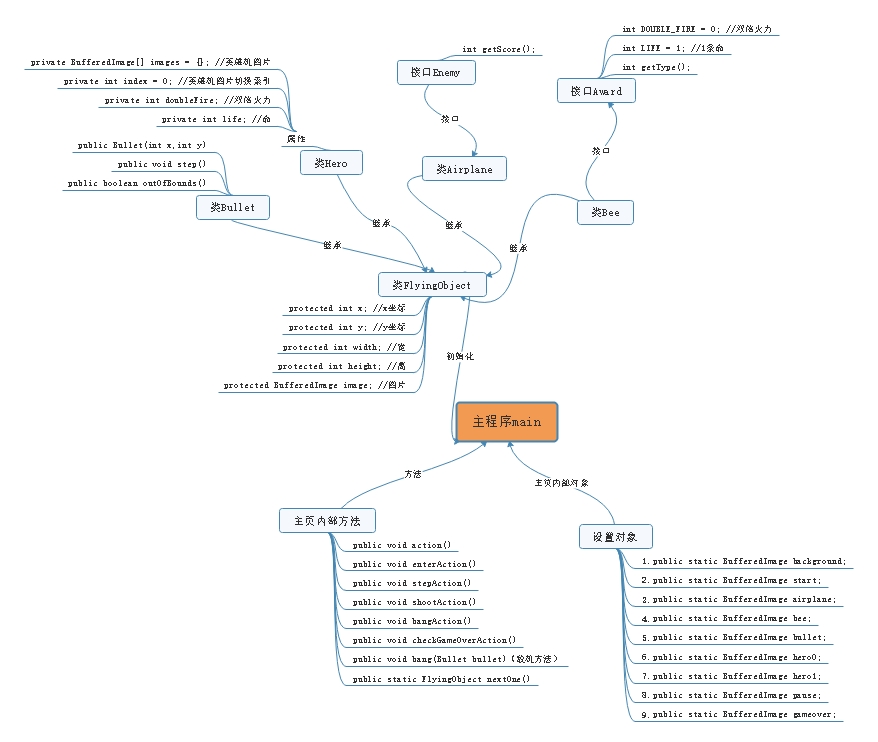 int getScore();
接口Enemy
接口
类Airplane
继承
int DOUBLE_FIRE = 0; //双倍火力
int LIFE = 1; //1条命
int getType();
接口Award
接口
类Bee
继承
private BufferedImage[] images = {}; //英雄机图片
private int index = 0; //英雄机图片切换索引
private int doubleFire; //双倍火力
private int life; //命
属性
类Hero
继承
public Bullet(int x,int y)
public void step()
public boolean outOfBounds()
类Bullet
继承
类FlyingObject
protected int x; //x坐标
protected int y; //y坐标
protected int width; //宽
protected int height; //高
protected BufferedImage image; //图片
初始化
主程序main
方法
主页内部对象
主页内部方法
public void action()
public void enterAction()
public void stepAction()
public void shootAction()
public void bangAction()
public void checkGameOverAction()
public void bang(Bullet bullet)（敌机方法）
public static FlyingObject nextOne()
设置对象
1.public static BufferedImage background;
2.public static BufferedImage start;
3.public static BufferedImage airplane;
4.public static BufferedImage bee;
5.public static BufferedImage bullet;
6.public static BufferedImage hero0;
7.public static BufferedImage hero1;
8.public static BufferedImage pause;
9.public static BufferedImage gameover;